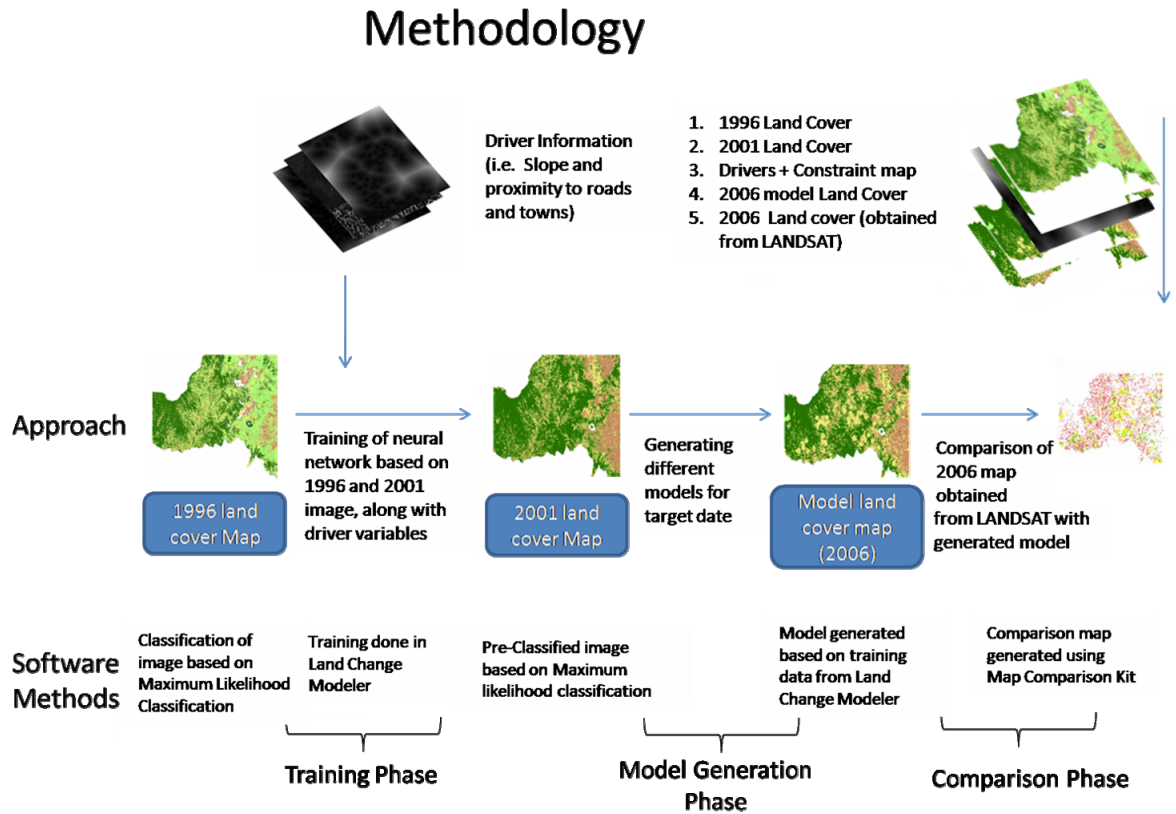 Methodology
Driver Information
(i.e. Slope and
proximity to roads
and towns)
1. 1996 Land Cover
2. 2001 Land Cover
3. Drivers + Constraint map
4. 2006 model Land Cover
5. 2006 Land cover (obtained
from LANDSAT)
Approach
1996 land
cover Map
Training of neural
network based on
1996 and 2001
image, along with
driver variables
2001 land
cover Map
Generating
different
models for
target date
Model land
cover map
(2006)
Comparison of
2006 map
obtained
from LANDSAT with
generated model
Software
Methods
Classification of
image based on
Maximum Likelihood
Classification
Training done in
Land Change
Modeler
Pre-Classified image
based on Maximum
likelihood classification
Model generated
based on training
data from Land
Change Modeler
Comparison map
generated using
Map Comparison Kit
Training Phase
Model Generation
Phase
Comparison Phase